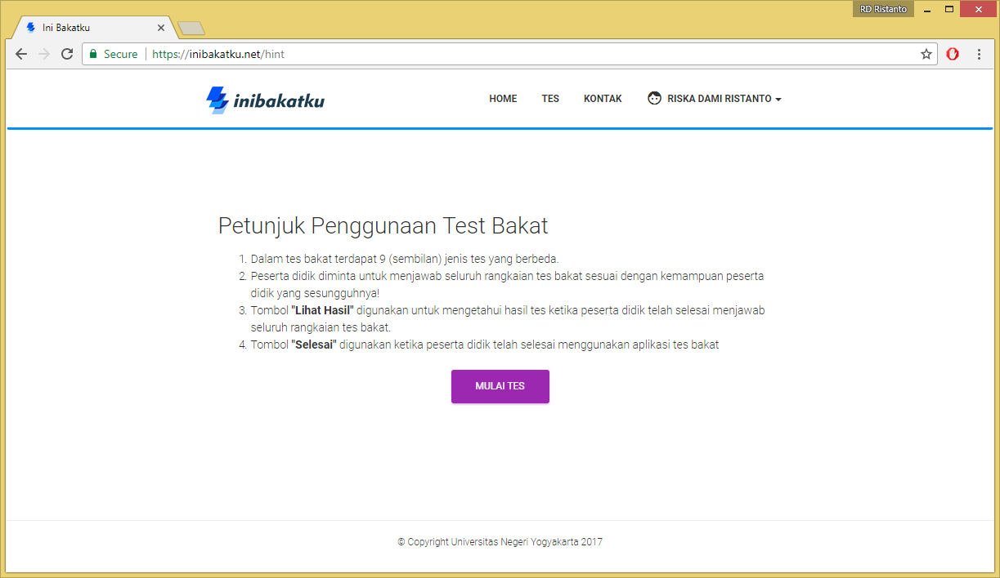 RD Ristanto
Ini Bakatku
Secure https://inibakatku.net/hint
inibakatku
HOME TES KONTAK RISKA DAMI RISTANTO
Petunjuk Penggunaan Test Bakat
1. Dalam tes bakat terdapat 9 (sembilan) jenis tes yang berbeda.
2. Peserta didik diminta untuk menjawab seluruh rangkaian tes bakat sesuai dengan kemampuan peserta
didik yang sesungguhnya!
3. Tombol "Lihat Hasil" digunakan untuk mengetahui hasil tes ketika peserta didik telah selesai menjawab
seluruh rangkaian tes bakat.
4. Tombol "Selesai" digunakan ketika peserta didik telah selesai menggunakan aplikasi tes bakat
MULAI TES
© Copyright Universitas Negeri Yogyakarta 2017